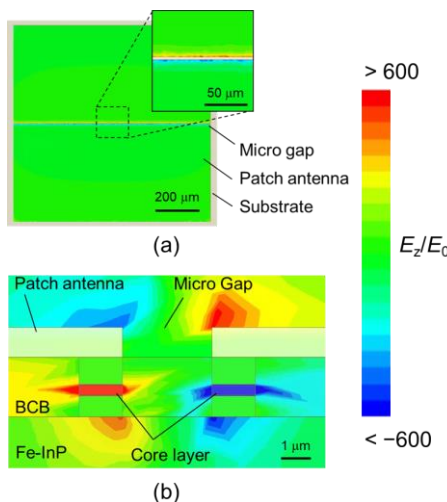 > 600
50 μm
Micro gap
Patch antenna
200 μm
Substrate
E_z/E_0
(a)
Patch antenna
Micro Gap
BCB
Fe-InP
Core layer
1 μm
< −600
(b)